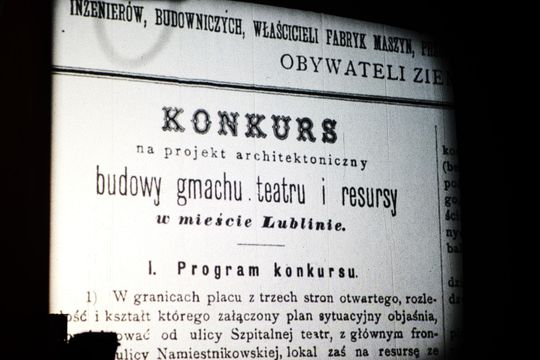 INŻENIERÓW, BUDOWNICZYCH, WŁAŚCICIELI FABRYK MASZYN,
OBYWATELI
KONKURS
na projekt architektoniczny
budowy gmachu teatru i resursy
w mieście Lublinie.
I. Program konkursu.
1) W granicach placu z trzech stron otwartego, rozle-
i kształt którego załączony plan sytuacyjny objaśnia,
od ulicy Szpitalnej teatr, z głównym fron-
ulicy Namiestnikowskiej, lokal zaś na resursę ze